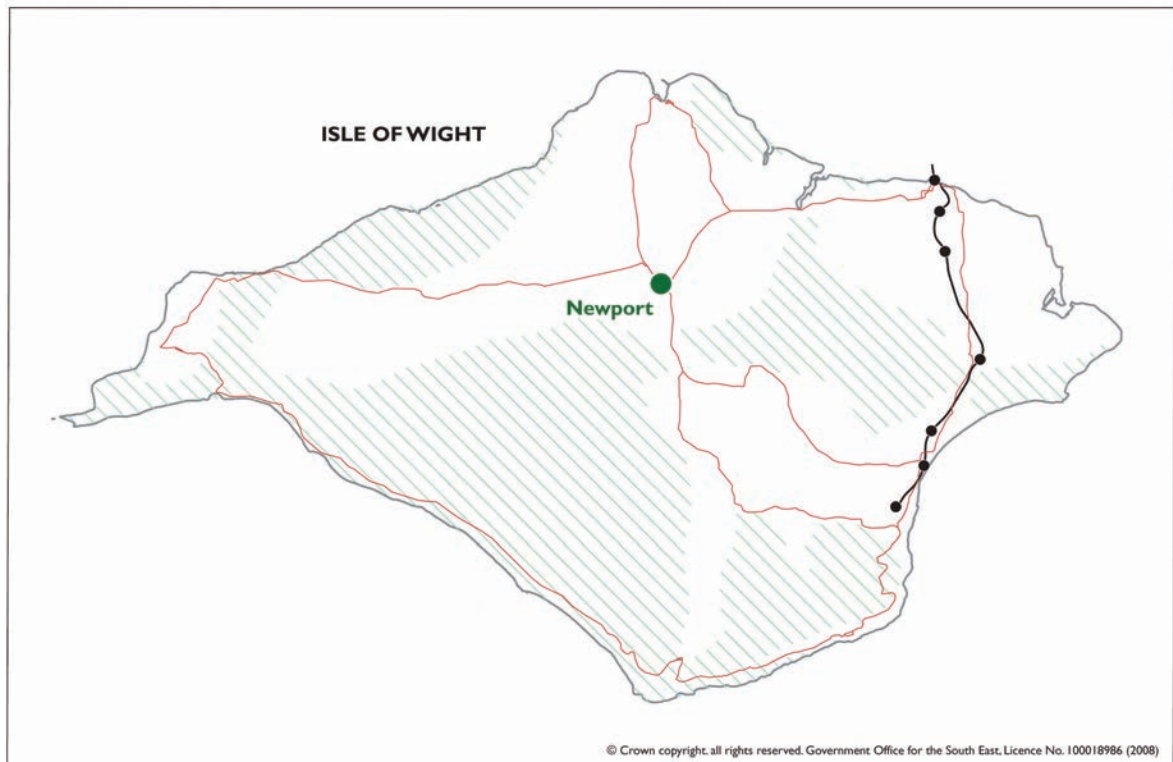 ISLE OF WIGHT
Newport
© Crown copyright. all rights reserved. Government Office for the South East, Licence No. 100018986 (2008)